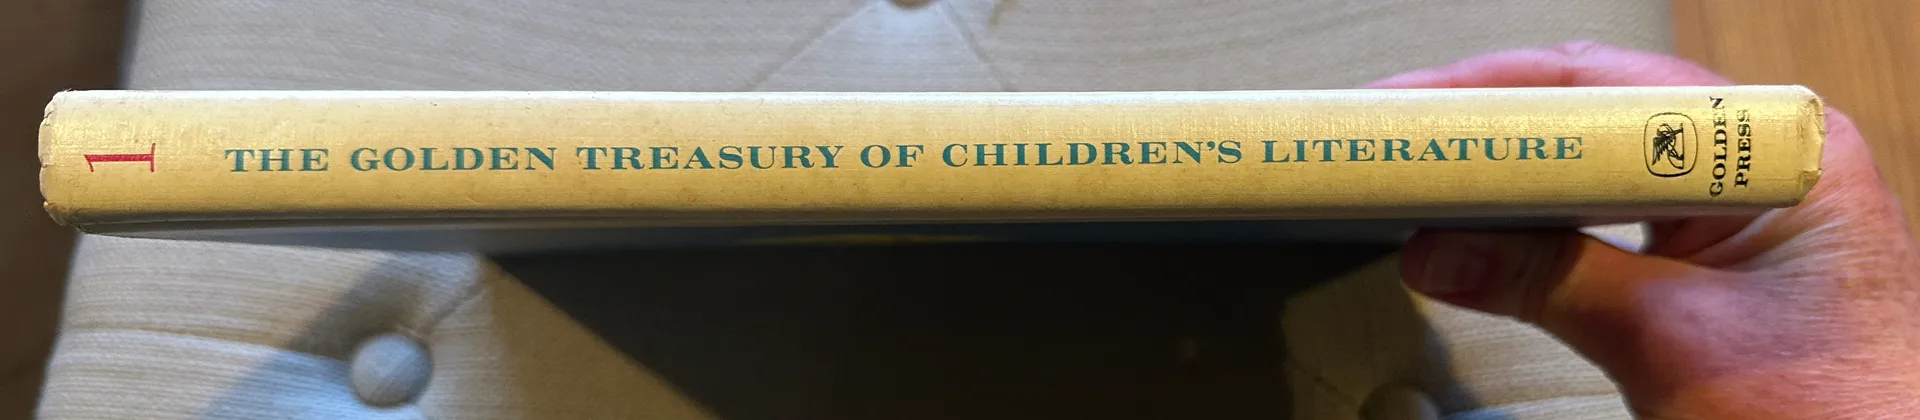 1
THE GOLDEN TREASURY OF CHILDREN'S LITERATURE
GOLDEN
PRESS